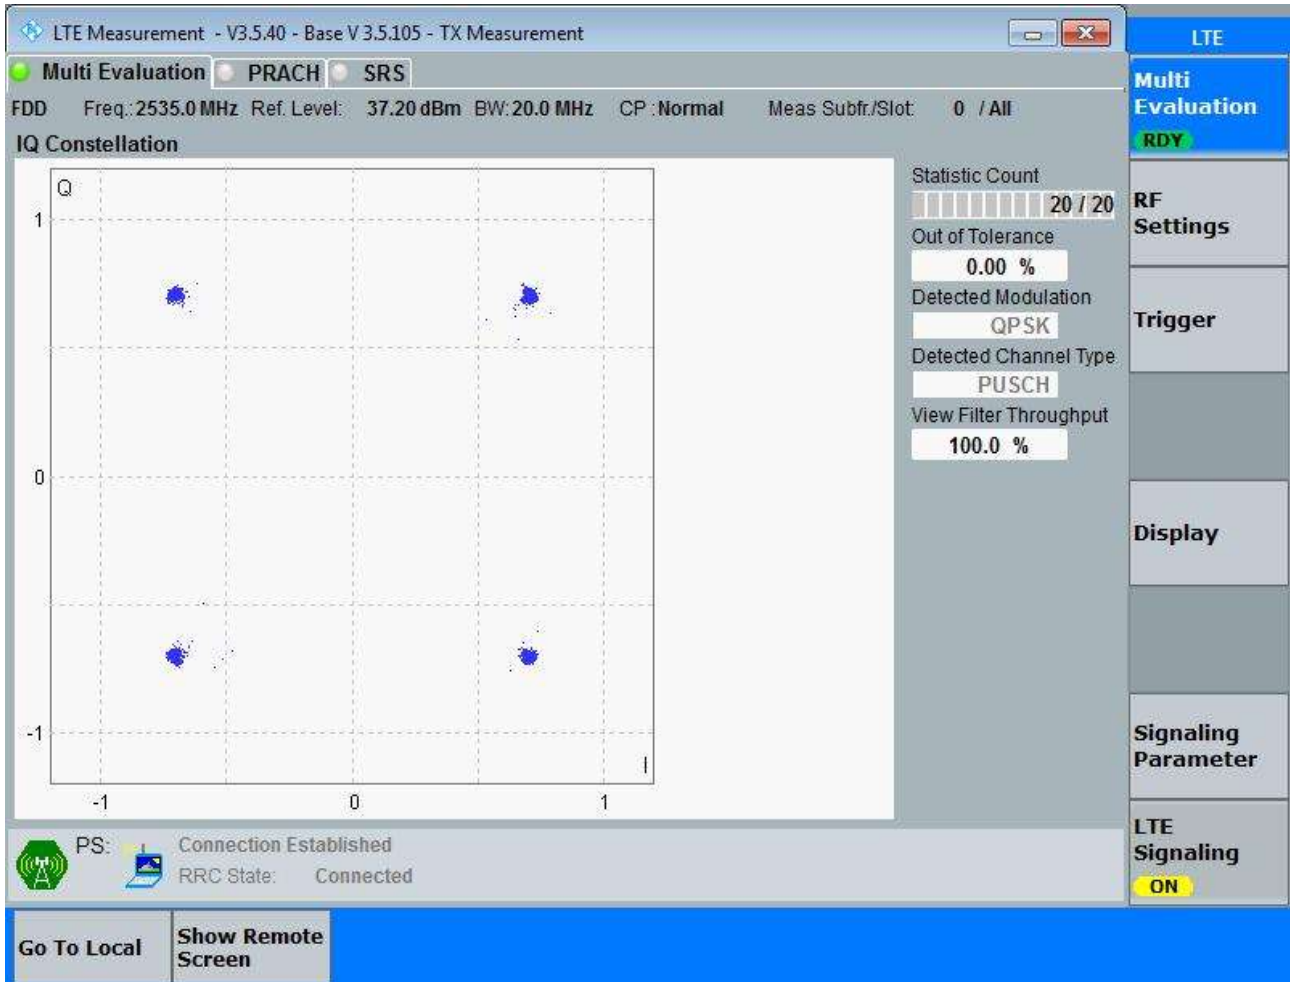 LTE Measurement - V3.5.40 - Base V 3.5.105 - TX Measurement
LTE
Multi Evaluation PRACH SRS
FDD Freq.: 2535.0 MHz Ref. Level: 37.20 dBm BW: 20.0 MHz CP : Normal Meas Subfr./Slot: 0 / All
IQ Constellation
Q
1
0
-1
I
-1 0 1
Statistic Count
20 / 20
Out of Tolerance
0.00 %
Detected Modulation
QPSK
Detected Channel Type
PUSCH
View Filter Throughput
100.0 %
Multi
Evaluation
RDY
RF
Settings
Trigger
Display
Signaling
Parameter
LTE
Signaling
ON
PS: Connection Established
RRC State: Connected
Go To Local
Show Remote
Screen